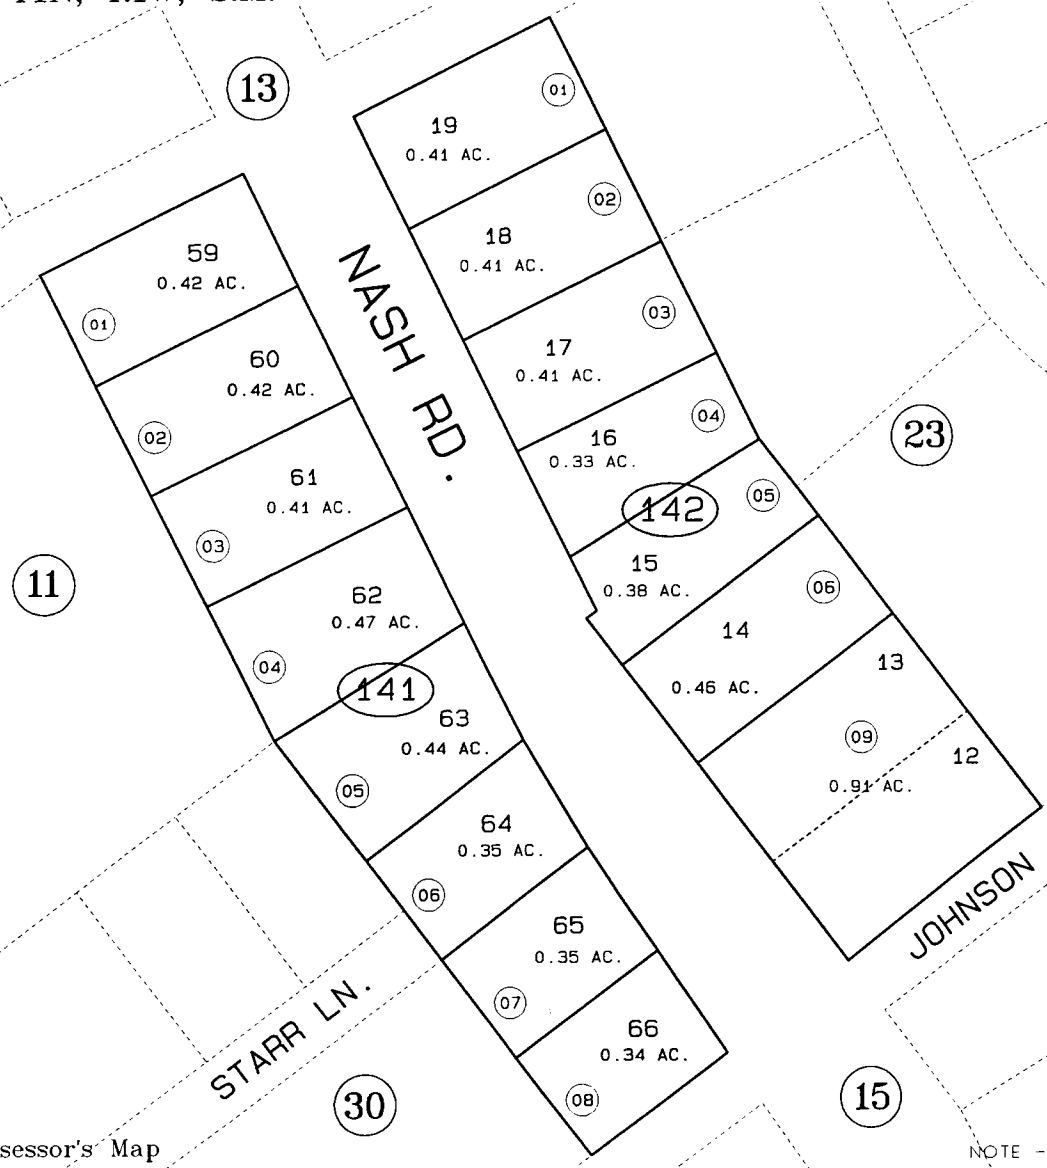 13
01
19
0.41 AC.
02
18
0.41 AC.
59
0.42 AC.
01
NASH RD.
03
17
0.41 AC.
60
0.42 AC.
02
04
16
0.33 AC.
23
61
0.41 AC.
03
05
142
15
0.38 AC.
06
11
62
0.47 AC.
04
14
0.46 AC.
13
141
63
0.44 AC.
05
09
12
0.91 AC.
64
0.35 AC.
06
JOHNSON
65
0.35 AC.
07
STARR LN.
66
0.34 AC.
08
30
15
sessor's Map
NOTE -